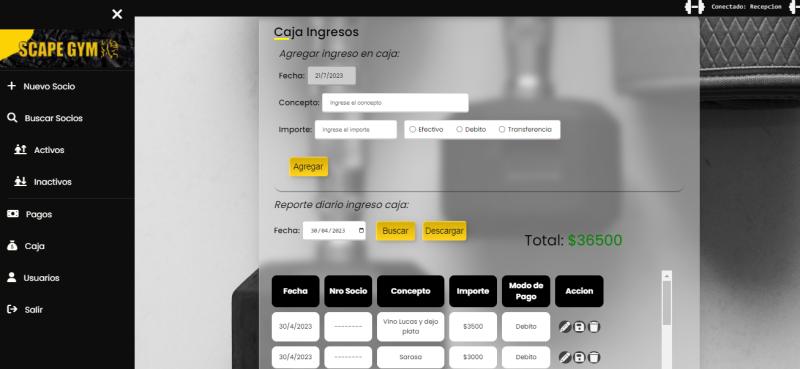 Conectado: Recepcion
SCAPE GYM
Nuevo Socio
Buscar Socios
Activos
Inactivos
Pagos
Caja
Usuarios
Salir
Caja Ingresos
Agregar ingreso en caja:
Fecha: 21/7/2023
Concepto: Ingrese el concepto
Importe: Ingrese el importe Efectivo Debito Transferencia
Agregar
Reporte diario ingreso caja:
Fecha: 30/04/2023 Buscar Descargar
Total: $36500
Fecha Nro Socio Concepto Importe Modo de Pago Accion
30/4/2023 -------- Vino Lucas y dejo plata $3500 Debito
30/4/2023 -------- Sarasa $3000 Debito